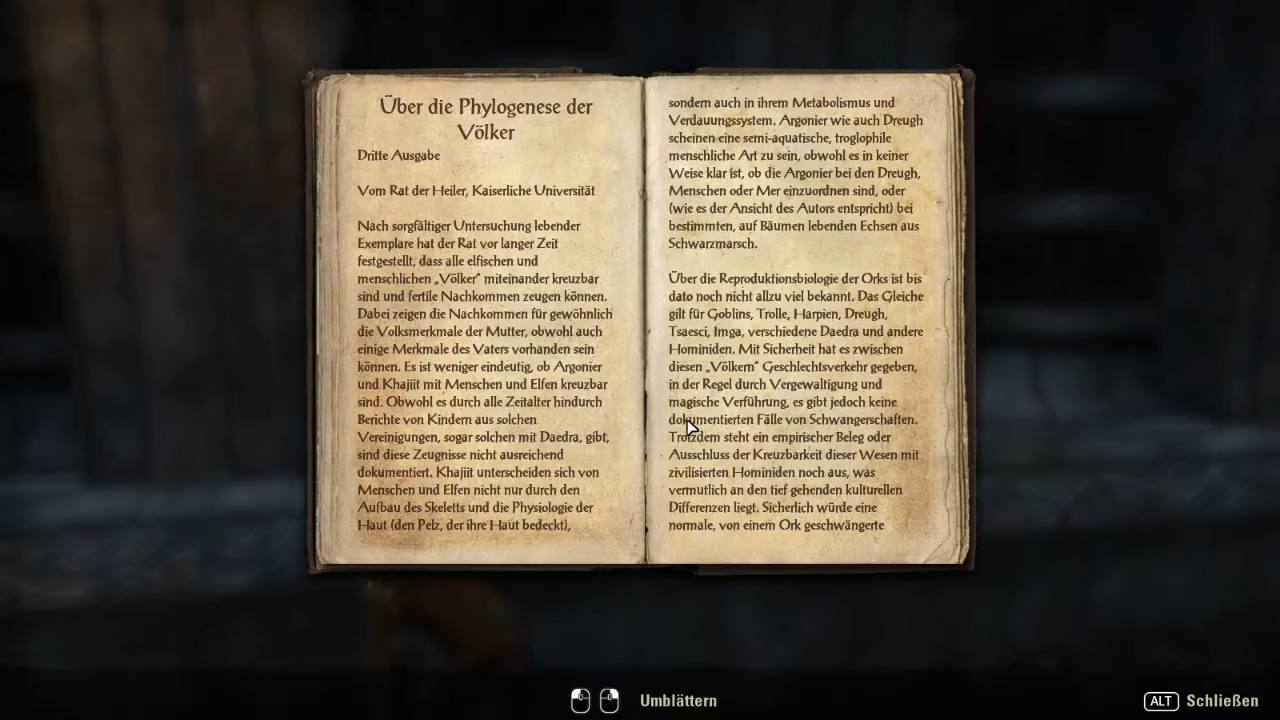 Über die Phylogenese der
Völker
Dritte Ausgabe
Vom Rat der Heiler, Kaiserliche Universität
Nach sorgfältiger Untersuchung lebender
Exemplare hat der Rat vor langer Zeit
festgestellt, dass alle elfischen und
menschlichen „Völker“ miteinander kreuzbar
sind und fertile Nachkommen zeugen können.
Dabei zeigen die Nachkommen für gewöhnlich
die Volksmerkmale der Mutter, obwohl auch
einige Merkmale des Vaters vorhanden sein
können. Es ist weniger eindeutig, ob Argonier
und Khajiit mit Menschen und Elfen kreuzbar
sind. Obwohl es durch alle Zeitalter hindurch
Berichte von Kindern aus solchen
Vereinigungen, sogar solchen mit Daedra, gibt,
sind diese Zeugnisse nicht ausreichend
dokumentiert. Khajiit unterscheiden sich von
Menschen und Elfen nicht nur durch den
Aufbau des Skeletts und die Physiologie der
Haut (den Pelz, der ihre Haut bedeckt),
sondern auch in ihrem Metabolismus und
Verdauungssystem. Argonier wie auch Dreugh
scheinen eine semi-aquatische, troglophile
menschliche Art zu sein, obwohl es in keiner
Weise klar ist, ob die Argonier bei den Dreugh,
Menschen oder Mer einzuordnen sind, oder
(wie es der Ansicht des Autors entspricht) bei
bestimmten, auf Bäumen lebenden Echsen aus
Schwarzmarsch.
Über die Reproduktionsbiologie der Orks ist bis
dato noch nicht allzu viel bekannt. Das Gleiche
gilt für Goblins, Trolle, Harpien, Dreugh,
Tsaesci, Imga, verschiedene Daedra und andere
Hominiden. Mit Sicherheit hat es zwischen
diesen „Völkern“ Geschlechtsverkehr gegeben,
in der Regel durch Vergewaltigung und
magische Verführung, es gibt jedoch keine
dokumentierten Fälle von Schwangerschaften.
Trotzdem steht ein empirischer Beleg oder
Ausschluss der Kreuzbarkeit dieser Wesen mit
zivilisierten Hominiden noch aus, was
vermutlich an den tief gehenden kulturellen
Differenzen liegt. Sicherlich würde eine
normale, von einem Ork geschwängerte
Umblättern
ALT Schließen